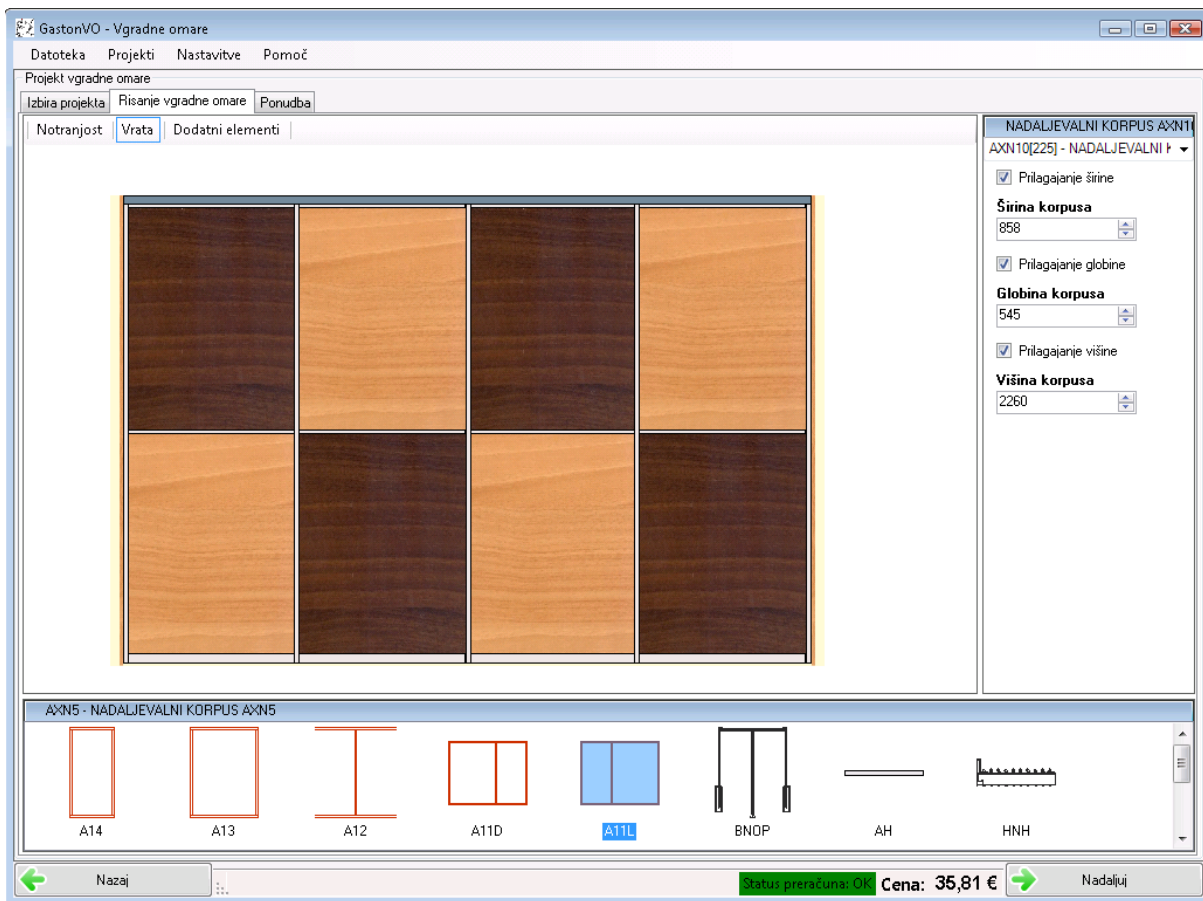 GastonVO - Vgradne omare
Datoteka Projekti Nastavitve Pomoč
Projekt vgradne omare
Izbira projekta Risanje vgradne omare Ponudba
Notranjost Vrata Dodatni elementi
NADALJEVALNI KORPUS AXN1
AXN10[225] - NADALJEVALNI K
Prilagajanje širine
Širina korpusa
858
Prilagajanje globine
Globina korpusa
545
Prilagajanje višine
Višina korpusa
2260
AXN5 - NADALJEVALNI KORPUS AXN5
A14 A13 A12 A11D A11L BNOP AH HNH
Nazaj Status preračuna: OK Cena: 35,81 € Nadaljuj